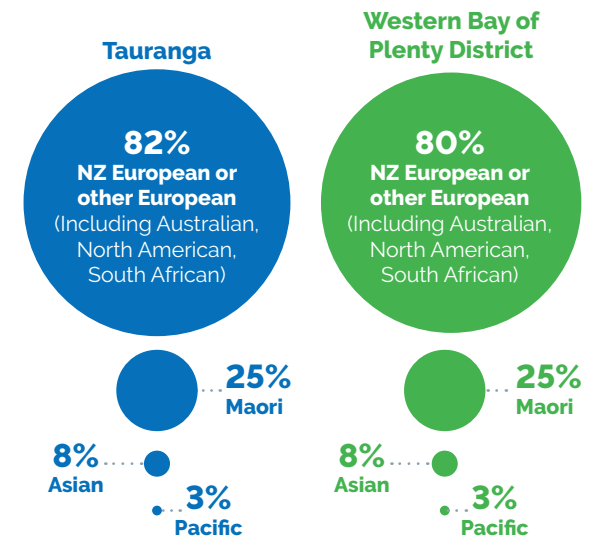 Tauranga
82%
NZ European or
other European
(Including Australian,
North American,
South African)
25%
Maori
8%
Asian
3%
Pacific
Western Bay of
Plenty District
80%
NZ European or
other European
(Including Australian,
North American,
South African)
25%
Maori
8%
Asian
3%
Pacific